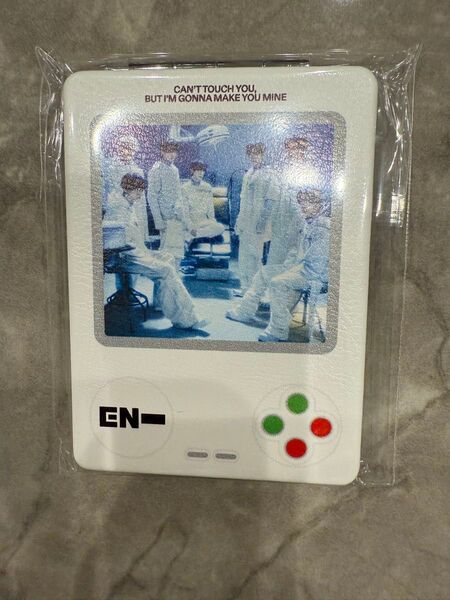 CAN'T TOUCH YOU,
BUT I'M GONNA MAKE YOU MINE
EN-